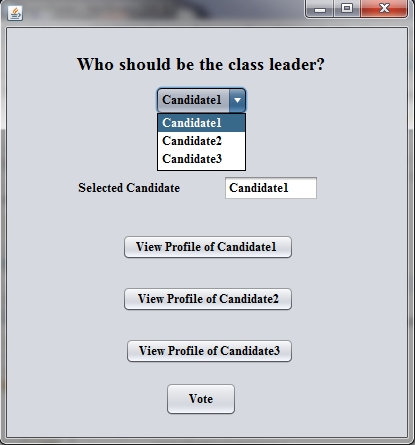 Who should be the class leader?
Candidate1
Candidate1
Candidate2
Candidate3
Selected Candidate Candidate1
View Profile of Candidate1
View Profile of Candidate2
View Profile of Candidate3
Vote